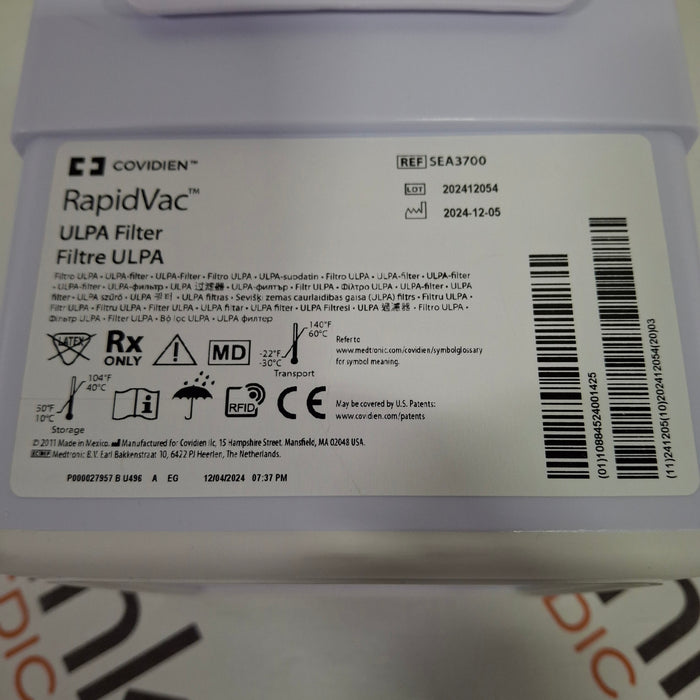 COVIDIEN™
REF SEA3700
RapidVac™
LOT 202412054
2024-12-05
ULPA Filter
Filtre ULPA
Filtro ULPA • ULPA-filter • ULPA-Filter • Filtro ULPA • ULPA-suodatin • Filtro ULPA • ULPA-filter • ULPA-filter
• ULPA-filter • ULPA-фильтр • ULPA 过滤器 • ULPA-филтър • Filtr ULPA • Φίλτρο ULPA • ULPA-filter • ULPA
filter • ULPA szűrő • ULPA 필터 • ULPA filtras • Sevišķi zemas caurlaidības gaisa (ULPA) filtrs • Filtru ULPA •
Filtr ULPA • Filtru ULPA • Filter ULPA • ULPA filtar • ULPA filter • ULPA Filtresi • ULPA 過濾器 • Filtro ULPA •
Фільтр ULPA • Filter ULPA • Bộ lọc ULPA • ULPA филтер
LATEX
Rx
ONLY
MD
-22°F
-30°C
140°F
60°C
Transport
Refer to
www.medtronic.com/covidien/symbolglossary
for symbol meaning.
50°F
10°C
104°F
40°C
Storage
RFID
CE
May be covered by U.S. Patents:
www.covidien.com/patents
© 2011 Made in Mexico. Manufactured for Covidien llc, 15 Hampshire Street, Mansfield, MA 02048 USA.
EC REP Medtronic B.V. Earl Bakkenstraat 10, 6422 PJ Heerlen, The Netherlands.
P000027957 B U496 A EG 12/04/2024 07:37 PM
(01)10884524001425
(11)241205(10)202412054(20)03
DIC